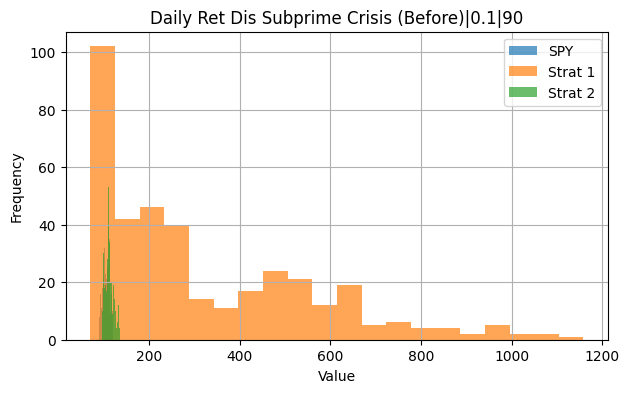 Daily Ret Dis Subprime Crisis (Before)|0.1|90
SPY
Strat 1
Strat 2
Frequency
100
80
60
40
20
0
200
400
600
800
1000
1200
Value